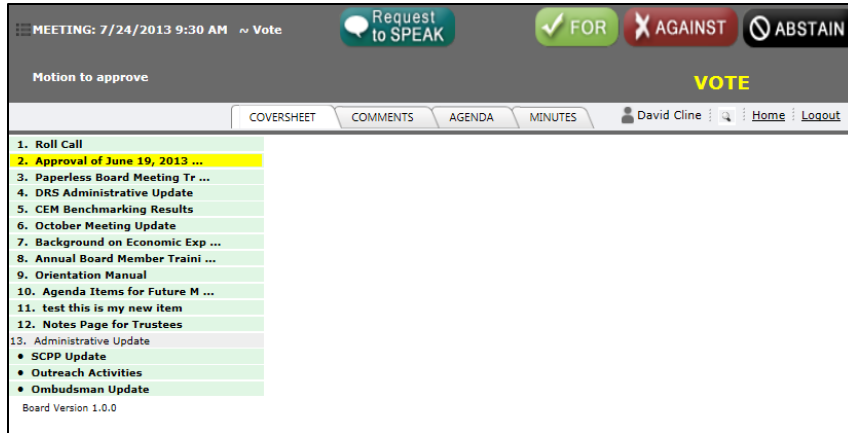 MEETING: 7/24/2013 9:30 AM ~ Vote
Request
to SPEAK
FOR
AGAINST
ABSTAIN
Motion to approve
VOTE
COVERSHEET
COMMENTS
AGENDA
MINUTES
David Cline
Home
Logout
1. Roll Call
2. Approval of June 19, 2013 ...
3. Paperless Board Meeting Tr ...
4. DRS Administrative Update
5. CEM Benchmarking Results
6. October Meeting Update
7. Background on Economic Exp ...
8. Annual Board Member Traini ...
9. Orientation Manual
10. Agenda Items for Future M ...
11. test this is my new item
12. Notes Page for Trustees
13. Administrative Update
• SCPP Update
• Outreach Activities
• Ombudsman Update
Board Version 1.0.0